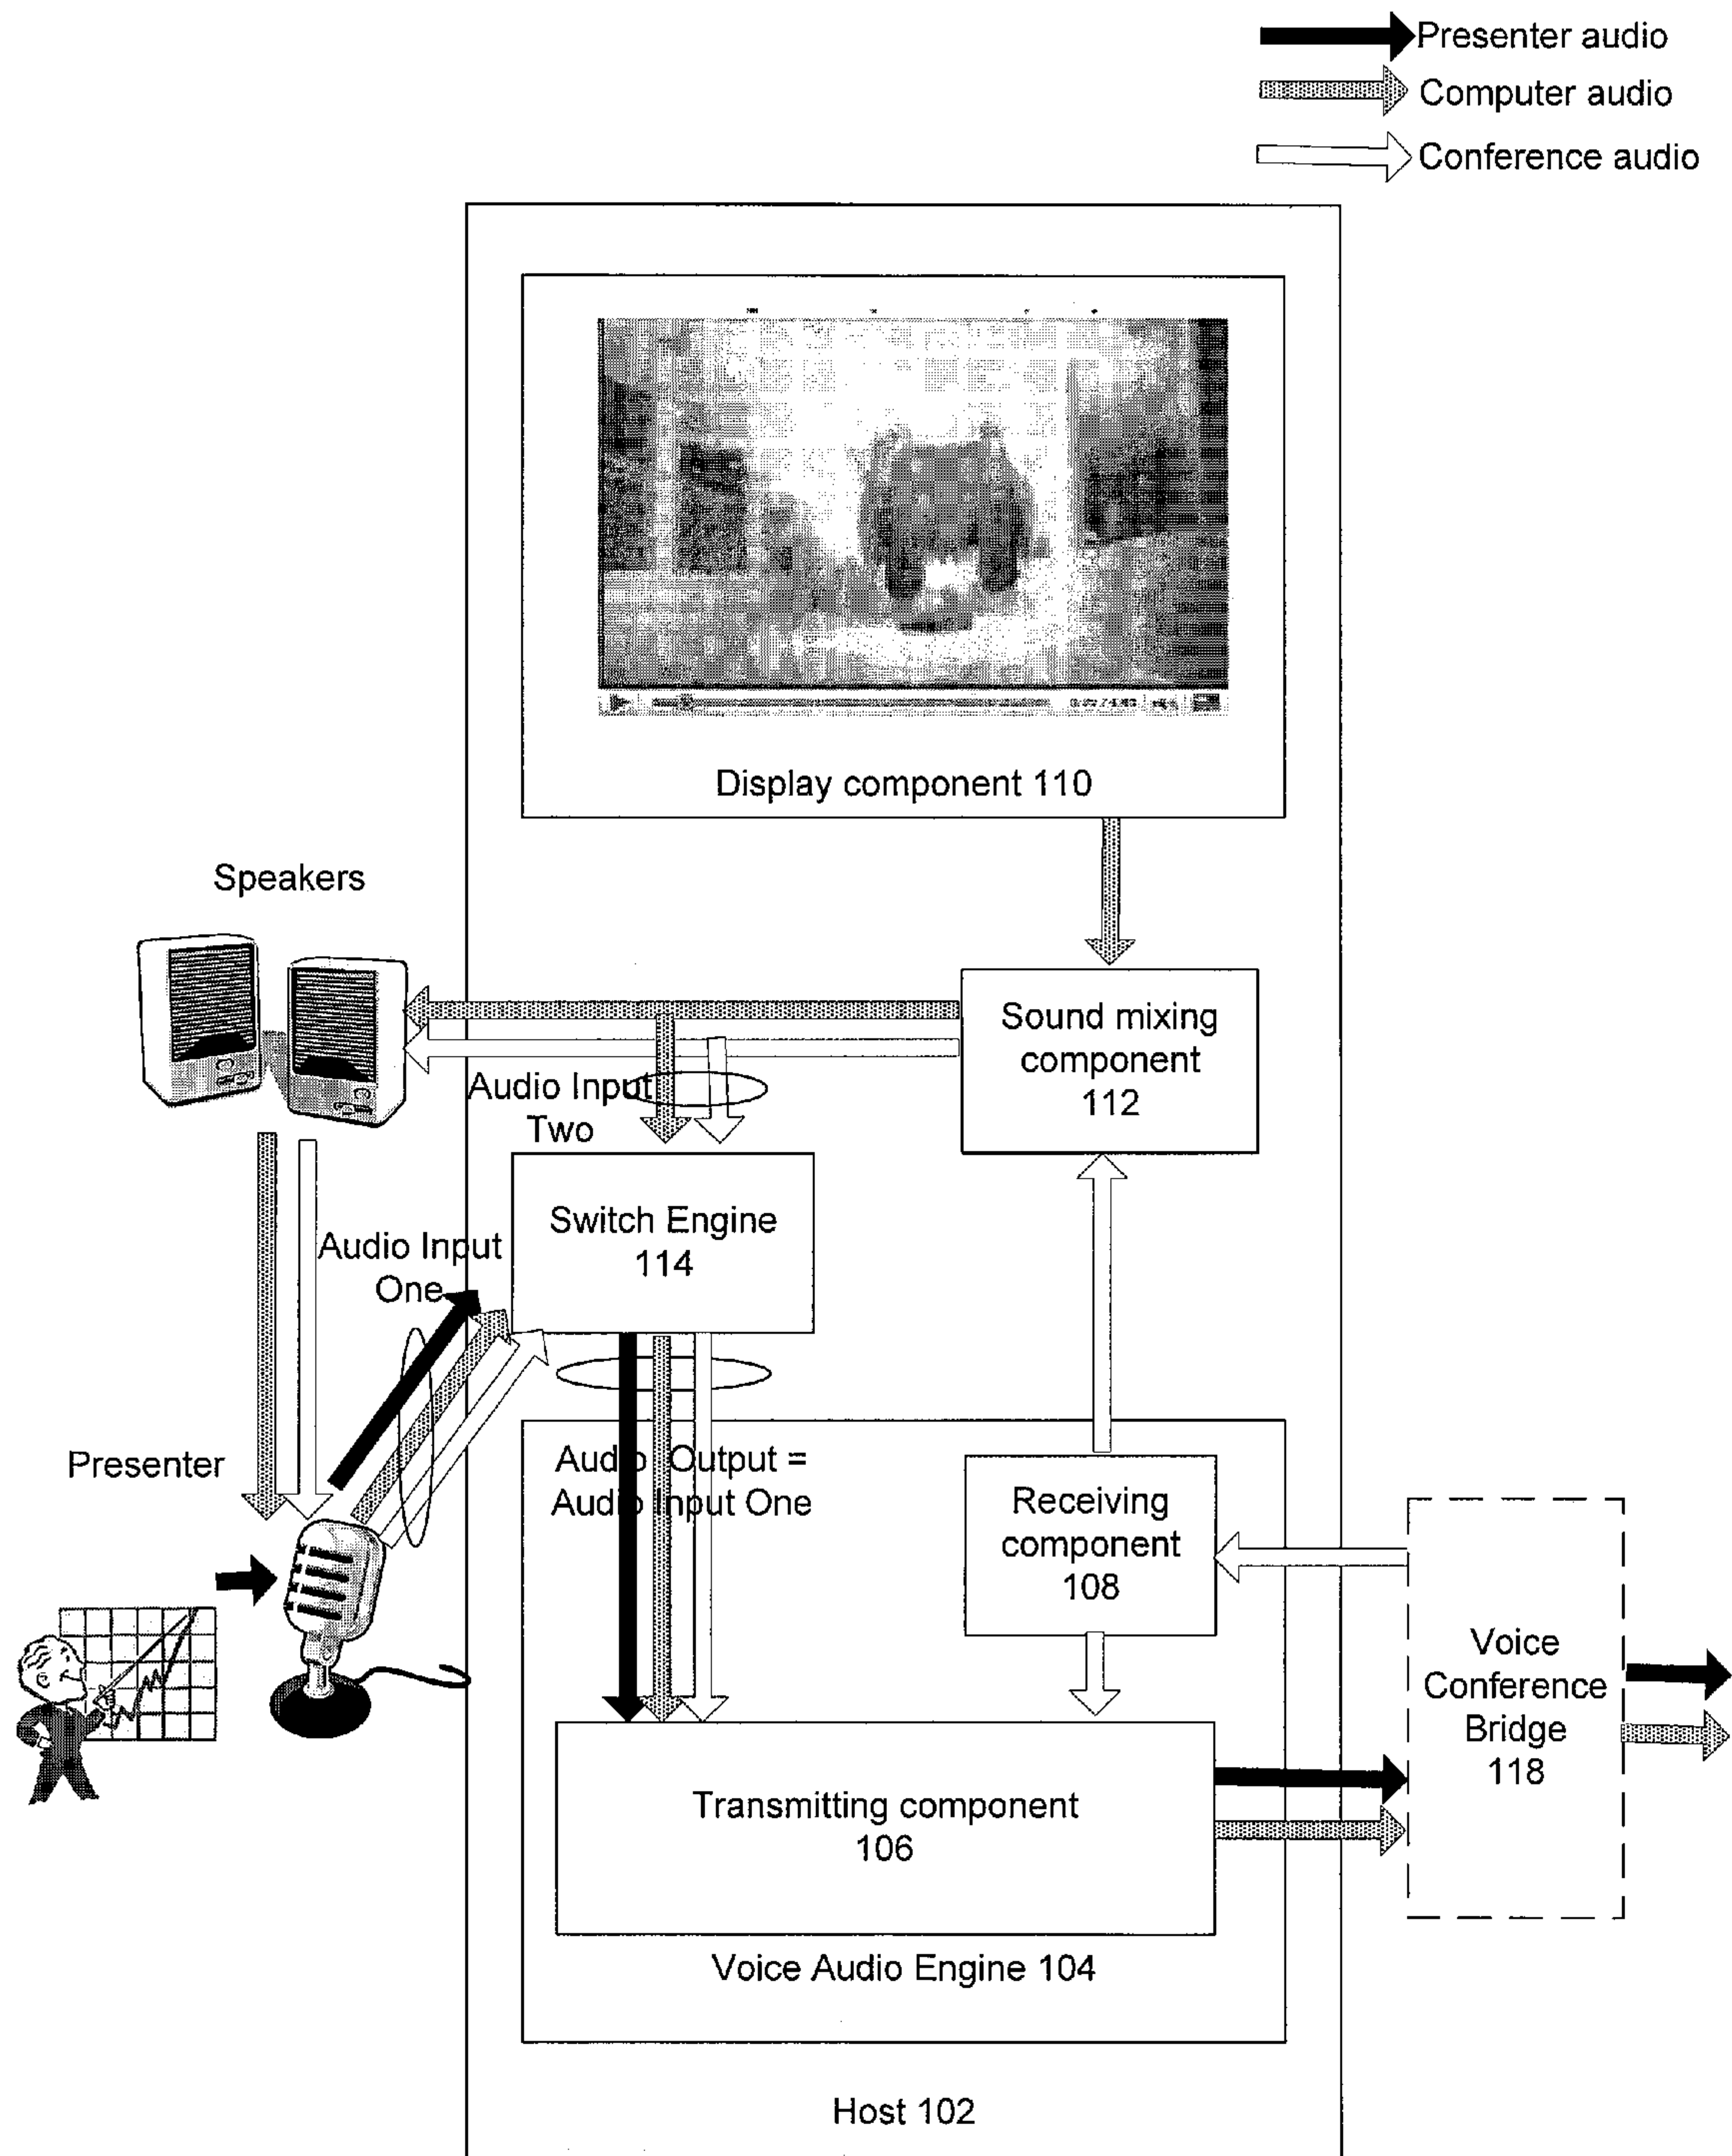 Presenter audio
Computer audio
Conference audio
Display component 110
Speakers
Sound mixing
component
112
Audio Input
Two
Switch Engine
114
Audio Input
One
Presenter
Audio Output =
Audio Input One
Receiving
component
108
Voice
Conference
Bridge
118
Transmitting component
106
Voice Audio Engine 104
Host 102